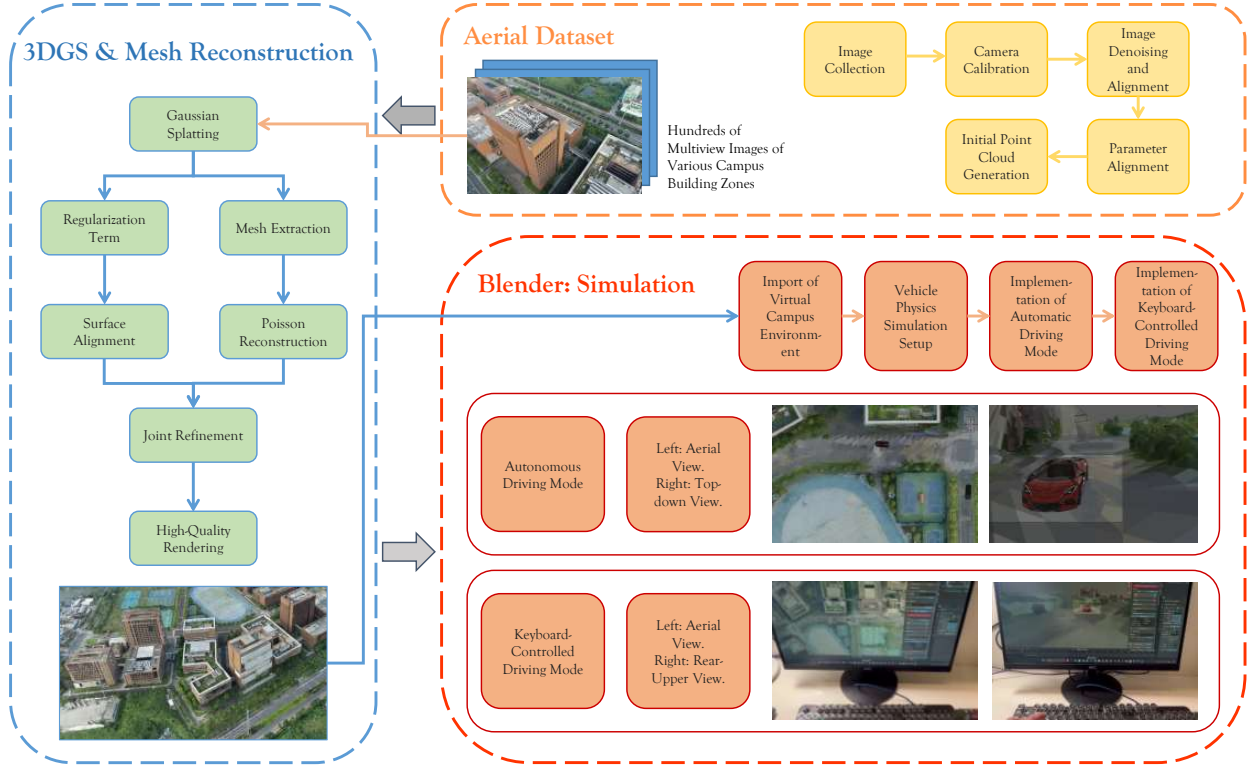 3DGS & Mesh Reconstruction
Gaussian
Splatting
Regularization
Term
Mesh Extraction
Surface
Alignment
Poisson
Reconstruction
Joint Refinement
High-Quality
Rendering
Aerial Dataset
Hundreds of
Multiview Images of
Various Campus
Building Zones
Image
Collection
Camera
Calibration
Image
Denoising
and
Alignment
Parameter
Alignment
Initial Point
Cloud
Generation
Blender: Simulation
Import of
Virtual
Campus
Environm-
ent
Vehicle
Physics
Simulation
Setup
Implemen-
tation of
Automatic
Driving
Mode
Implemen-
tation of
Keyboard-
Controlled
Driving
Mode
Autonomous
Driving Mode
Left: Aerial
View.
Right: Top-
down View.
Keyboard-
Controlled
Driving Mode
Left: Aerial
View.
Right: Rear-
Upper View.